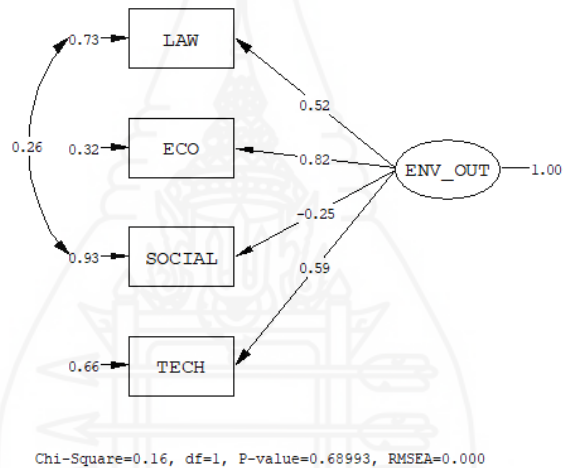 0.73
LAW
0.52
0.26
0.32
ECO
0.82
ENV_OUT
1.00
-0.25
0.93
SOCIAL
0.59
0.66
TECH
Chi-Square=0.16, df=1, P-value=0.68993, RMSEA=0.000